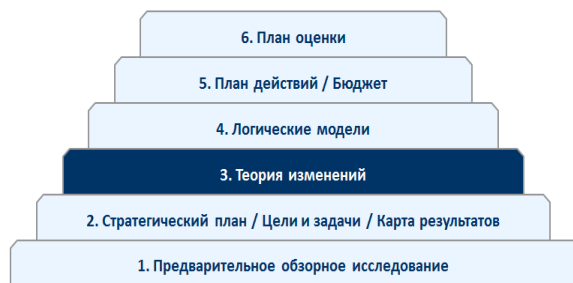 6. План оценки
5. План действий / Бюджет
4. Логические модели
3. Теория изменений
2. Стратегический план / Цели и задачи / Карта результатов
1. Предварительное обзорное исследование